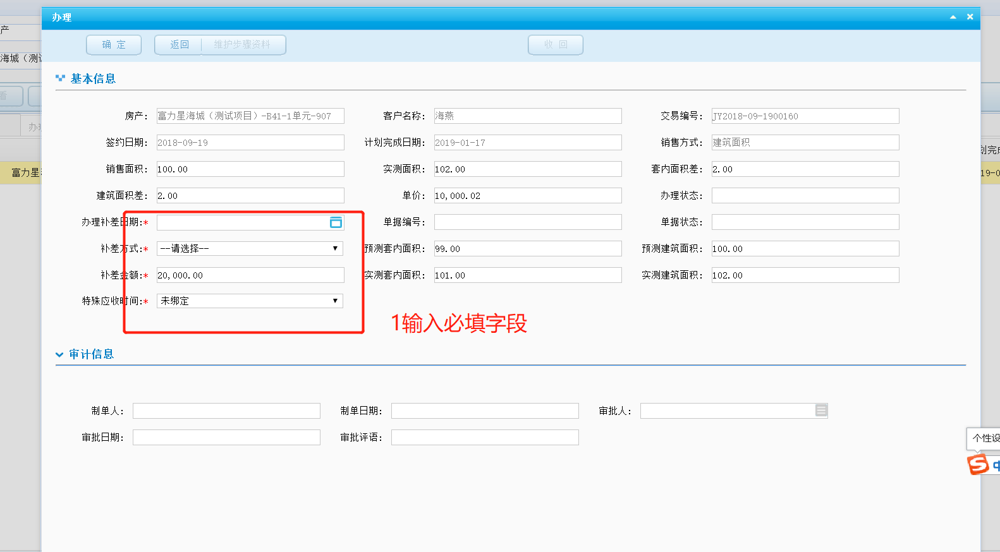 办理
产
确 定
返回
维护步骤资料
收 回
海城（测
看
基本信息
办
房产：
富力星海城（测试项目）-B41-1单元-907
客户名称：
海燕
交易编号：
JY2018-09-1900160
签约日期：
2018-09-19
计划完成日期：
2019-01-17
销售方式：
建筑面积
划完成
销售面积：
100.00
实测面积：
102.00
套内面积差：
2.00
富力星
19-0
建筑面积差：
2.00
单价：
10,000.02
办理状态：
办理补差日期:*
单据编号：
单据状态：
补差方式:*
--请选择--
预测套内面积：
99.00
预测建筑面积：
100.00
补差金额:*
20,000.00
实测套内面积：
101.00
实测建筑面积：
102.00
特殊应收时间:*
未绑定
1输入必填字段
审计信息
制单人：
制单日期：
审批人：
审批日期：
审批评语：
个性设
S
中